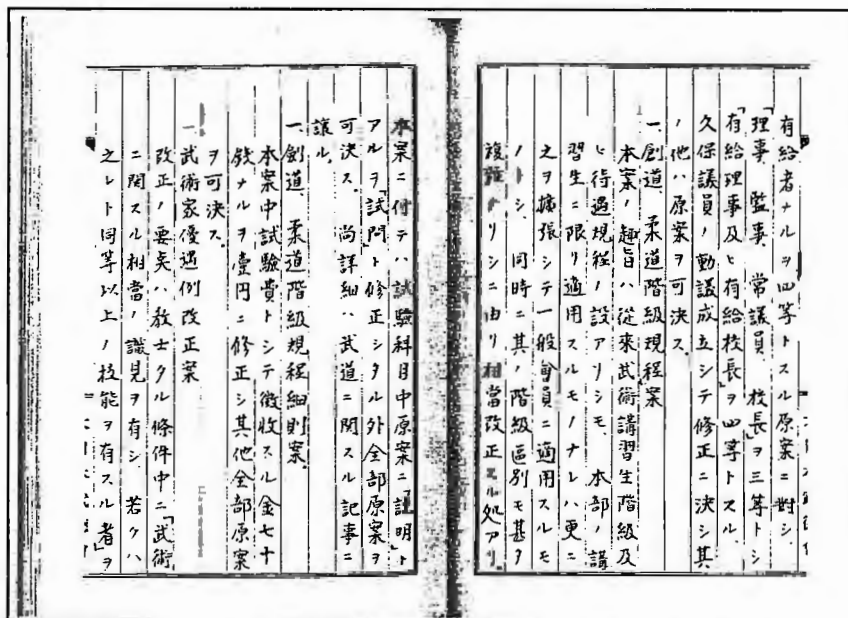 有給者ナルヲ四等トスル原案ニ對シ、
「理事、監事、常議員、校長」ヲ三等トシ
「有給理事及ヒ有給校長」ヲ四等トスル、
久保議員ノ動議成立シテ修正ニ決シ其
ノ他ハ原案ヲ可決ス、
一、劍道、柔道階級規程案
本案ノ趣旨ハ從來武術講習生階級及
ヒ待遇規程ノ設アリシモ、本部ノ講
習生ニ限リ適用スルモノナレハ更ニ
之ヲ擴張シテ一般會員ニ適用スルモ
ノトシ、同時ニ其ノ階級區別モ甚タ
複雜ナリシニ由リ相當改正スル処アリ、
本案ニ付テハ試驗科目中原案ニ「証明」ト
アルヲ「試問」ト修正シタル外全部原案ヲ
可決ス、尚詳細ハ武道ニ関スル記事ニ
讓ル、
一、劍道、柔道階級規程細則案、
本案中試驗費トシテ徴收スル金七十
錢ナルヲ壹円ニ修正シ其他全部原案
ヲ可決ス、
一、武術家優遇例改正案
改正ノ要矣ハ教士タル條件中ニ「武術
ニ関スル相當ノ識見ヲ有シ、若クハ
之レト同等以上ノ技能ヲ有スル者」ヲ